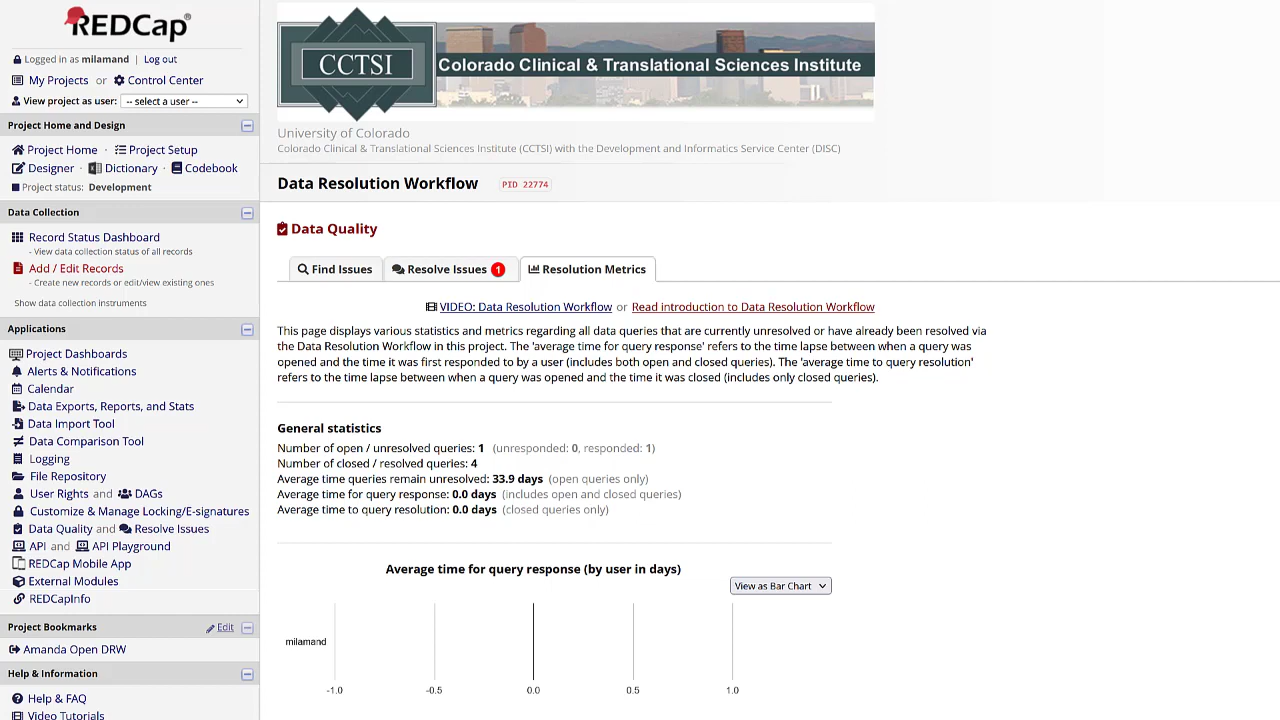 REDCap
Logged in as milamand | Log out
My Projects or Control Center
View project as user: -- select a user --
Project Home and Design
Project Home · Project Setup
Designer · Dictionary · Codebook
Project status: Development
Data Collection
Record Status Dashboard
- View data collection status of all records
Add / Edit Records
- Create new records or edit/view existing ones
Show data collection instruments
Applications
Project Dashboards
Alerts & Notifications
Calendar
Data Exports, Reports, and Stats
Data Import Tool
Data Comparison Tool
Logging
File Repository
User Rights and DAGs
Customize & Manage Locking/E-signatures
Data Quality and Resolve Issues
API and API Playground
REDCap Mobile App
External Modules
REDCapInfo
Project Bookmarks Edit
Amanda Open DRW
Help & Information
Help & FAQ
Video Tutorials
CCTSI Colorado Clinical & Translational Sciences Institute
University of Colorado
Colorado Clinical & Translational Sciences Institute (CCTSI) with the Development and Informatics Service Center (DISC)
Data Resolution Workflow PID 22774
Data Quality
Find Issues Resolve Issues 1 Resolution Metrics
VIDEO: Data Resolution Workflow or Read introduction to Data Resolution Workflow
This page displays various statistics and metrics regarding all data queries that are currently unresolved or have already been resolved via
the Data Resolution Workflow in this project. The 'average time for query response' refers to the time lapse between when a query was
opened and the time it was first responded to by a user (includes both open and closed queries). The 'average time to query resolution'
refers to the time lapse between when a query was opened and the time it was closed (includes only closed queries).
General statistics
Number of open / unresolved queries: 1 (unresponded: 0, responded: 1)
Number of closed / resolved queries: 4
Average time queries remain unresolved: 33.9 days (open queries only)
Average time for query response: 0.0 days (includes open and closed queries)
Average time to query resolution: 0.0 days (closed queries only)
Average time for query response (by user in days)
View as Bar Chart
milamand
-1.0 -0.5 0.0 0.5 1.0